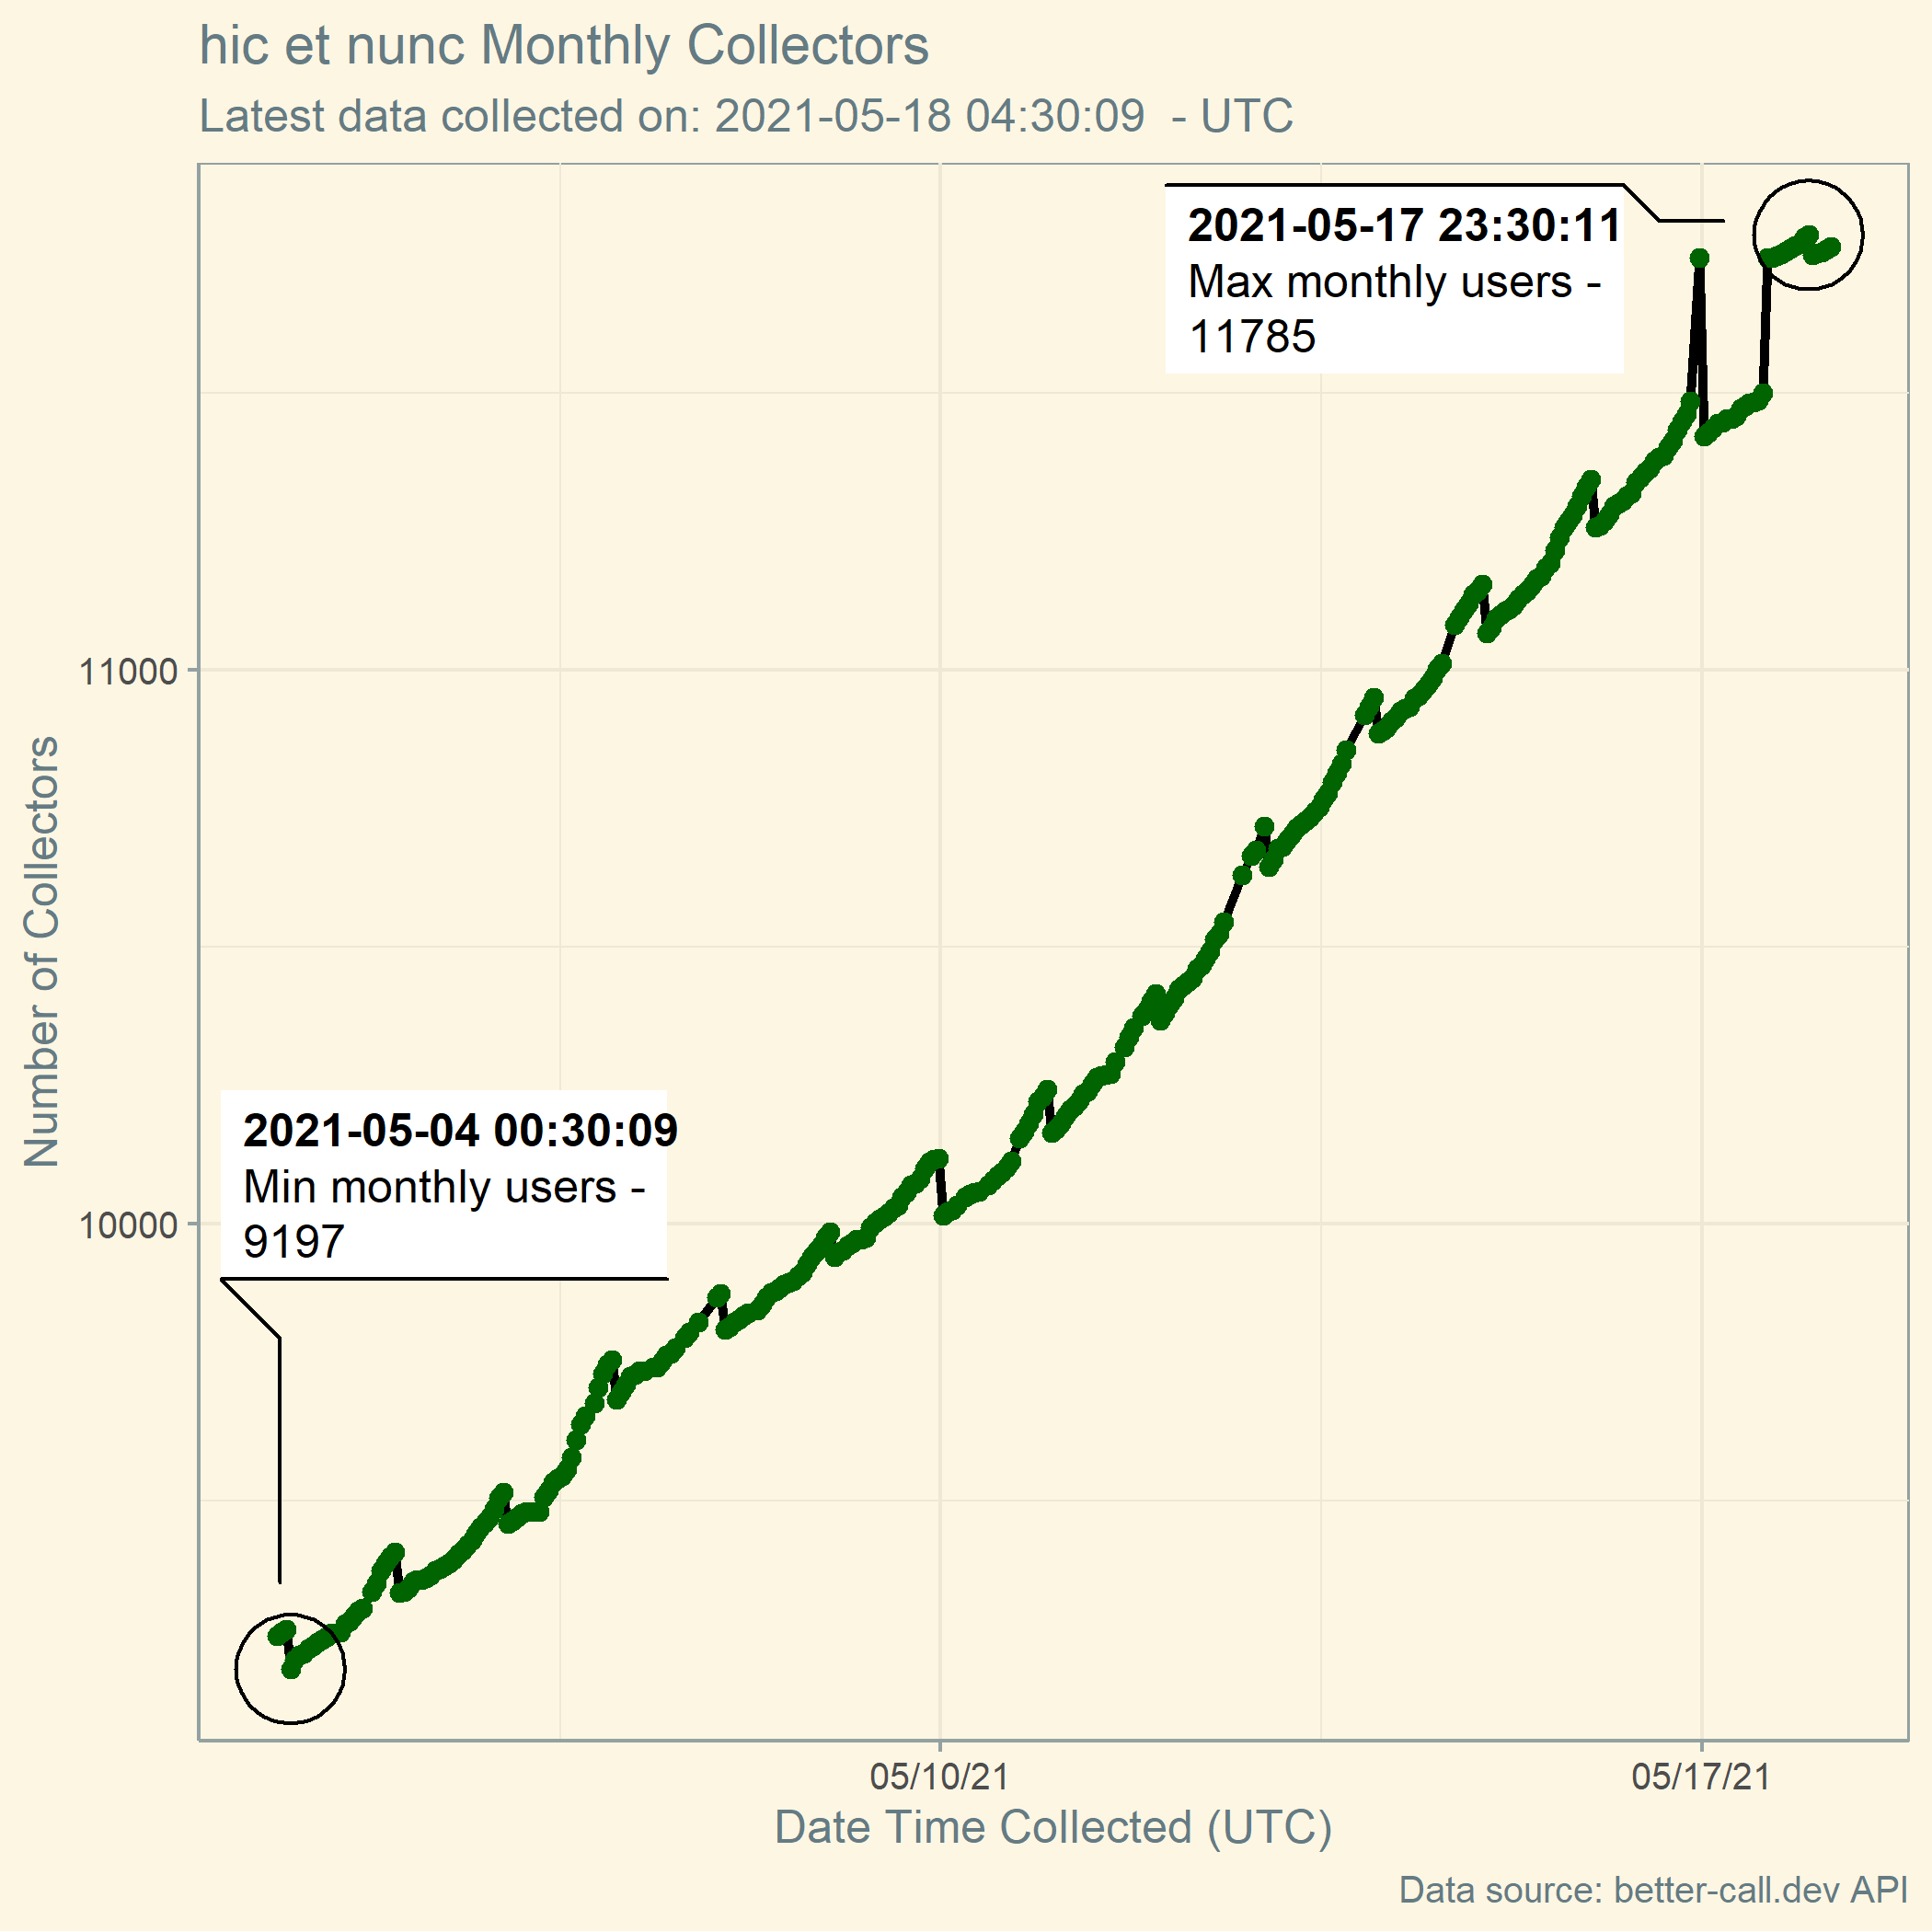 hic et nunc Monthly Collectors
Latest data collected on: 2021-05-18 04:30:09  - UTC
2021-05-17 23:30:11
Max monthly users -
11785
11000
Number of Collectors
2021-05-04 00:30:09
Min monthly users -
9197
10000
05/10/21
05/17/21
Date Time Collected (UTC)
Data source: better-call.dev API